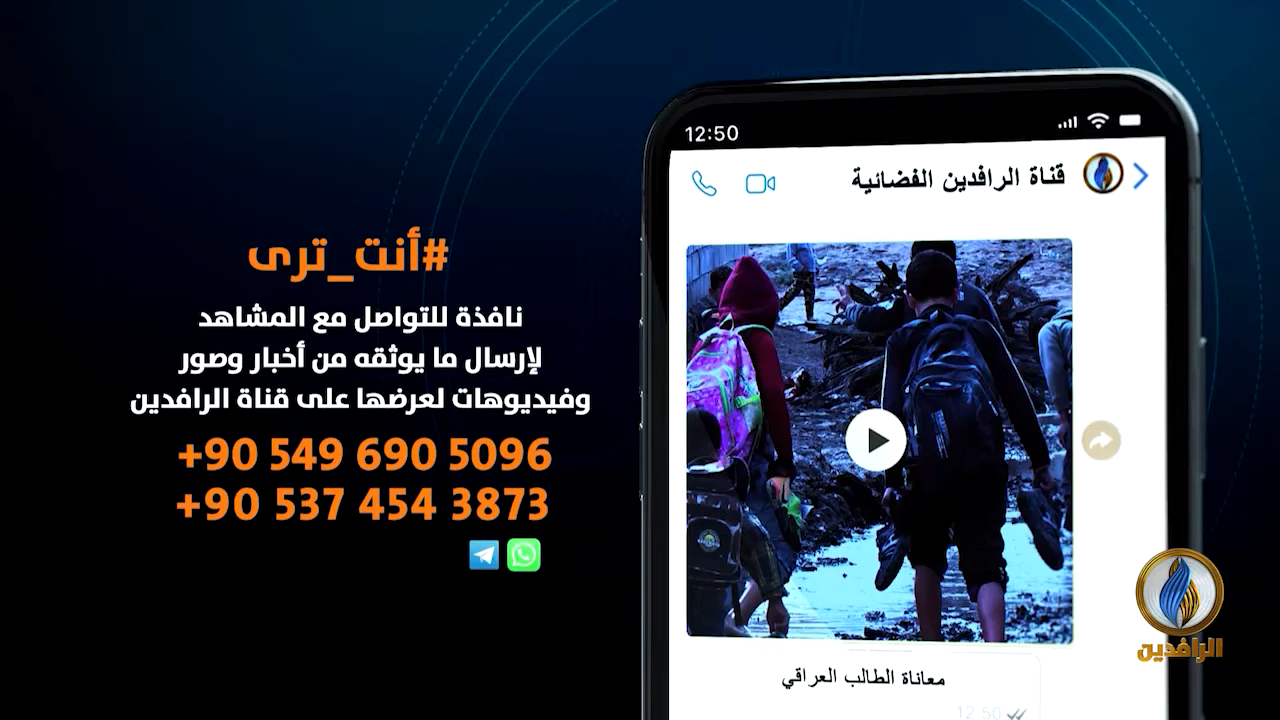 #أنت_ترى
نافذة للتواصل مع المشاهد
لإرسال ما يوثقه من أخبار وصور
وفيديوهات لعرضها على قناة الرافدين
+90 549 690 5096
+90 537 454 3873
12:50
قناة الرافدين الفضائية
معاناة الطالب العراقي
12:50
الرافدين